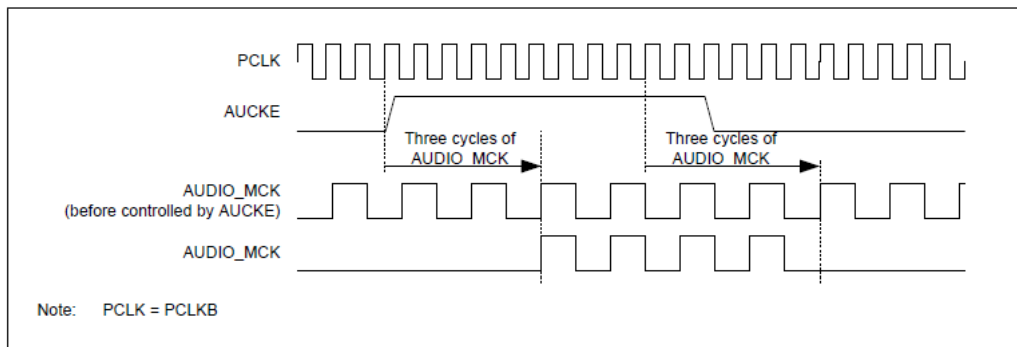 PCLK
AUCKE
Three cycles of
AUDIO_MCK
Three cycles of
AUDIO_MCK
AUDIO_MCK
(before controlled by AUCKE)
AUDIO_MCK
Note: PCLK = PCLKB